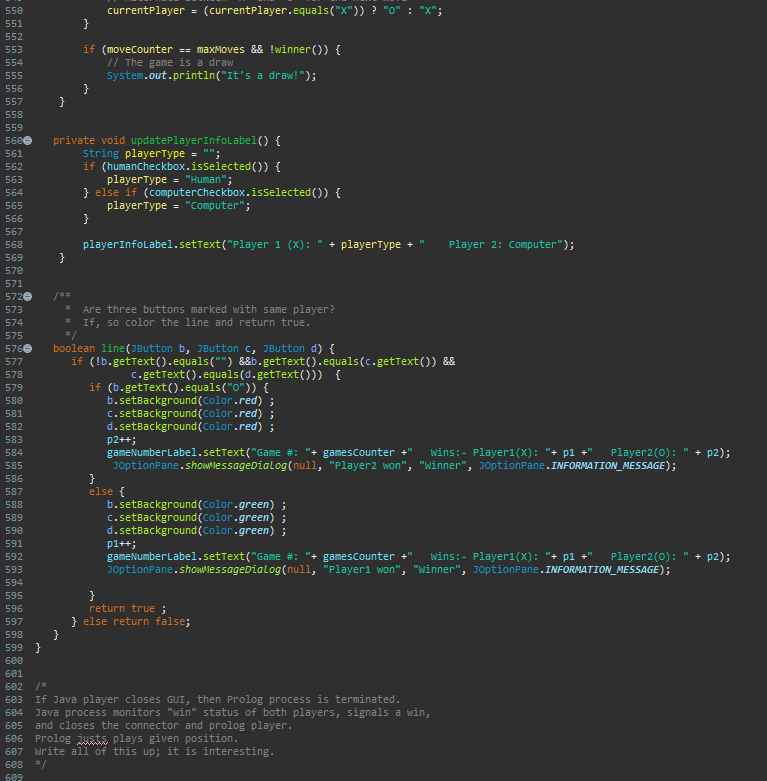 550 currentPlayer = (currentPlayer.equals("X")) ? "O" : "X";
551 }
552
553 if (moveCounter == maxMoves && !winner()) {
554 // The game is a draw
555 System.out.println("It's a draw!");
556 }
557 }
558
559
560 private void updatePlayerInfoLabel() {
561 String playerType = "";
562 if (humanCheckbox.isSelected()) {
563 playerType = "Human";
564 } else if (computerCheckbox.isSelected()) {
565 playerType = "Computer";
566 }
567
568 playerInfoLabel.setText("Player 1 (X): " + playerType + "    Player 2: Computer");
569 }
570
571
572 /**
573 *  Are three buttons marked with same player?
574 *  If, so color the line and return true.
575 */
576 boolean line(JButton b, JButton c, JButton d) {
577 if (!b.getText().equals("") &&b.getText().equals(c.getText()) &&
578 c.getText().equals(d.getText()))  {
579 if (b.getText().equals("O")) {
580 b.setBackground(Color.red) ;
581 c.setBackground(Color.red) ;
582 d.setBackground(Color.red) ;
583 p2++;
584 gameNumberLabel.setText("Game #: "+ gamesCounter +"   Wins:- Player1(X): "+ p1 +"   Player2(O): " + p2);
585 JOptionPane.showMessageDialog(null, "Player2 won", "Winner", JOptionPane.INFORMATION_MESSAGE);
586 }
587 else {
588 b.setBackground(Color.green) ;
589 c.setBackground(Color.green) ;
590 d.setBackground(Color.green) ;
591 p1++;
592 gameNumberLabel.setText("Game #: "+ gamesCounter +"   Wins:- Player1(X): "+ p1 +"   Player2(O): " + p2);
593 JOptionPane.showMessageDialog(null, "Player1 won", "Winner", JOptionPane.INFORMATION_MESSAGE);
594
595 }
596 return true ;
597 } else return false;
598 }
599 }
600
601
602 /*
603 If Java player closes GUI, then Prolog process is terminated.
604 Java process monitors "win" status of both players, signals a win,
605 and closes the connector and prolog player.
606 Prolog justs plays given position.
607 Write all of this up; it is interesting.
608 */
609